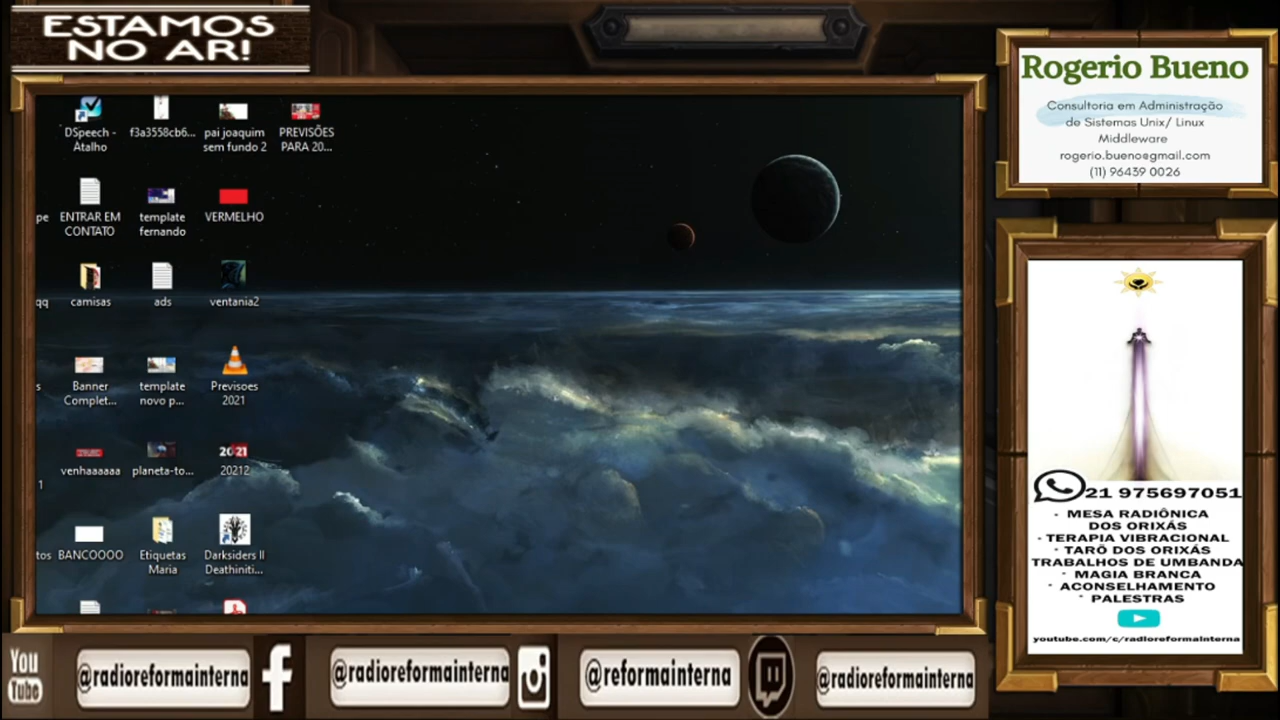 ESTAMOS
NO AR!
DSpeech -
Atalho
f3a3558cb6...
pai joaquim
sem fundo 2
PREVISÕES
PARA 20...
pe
ENTRAR EM
CONTATO
template
fernando
VERMELHO
qq
camisas
ads
ventania2
s
Banner
Complet...
template
novo p...
Previsoes
2021
venhaaaaaa
planeta-to...
2021
20212
1
tos
BANCOOOO
Etiquetas
Maria
Darksiders II
Deathiniti...
Rogerio Bueno
Consultoria em Administração
de Sistemas Unix/ Linux
Middleware
rogerio.bueno@gmail.com
(11) 96439 0026
21 975697051
- MESA RADIÔNICA
DOS ORIXÁS
- TERAPIA VIBRACIONAL
- TARÔ DOS ORIXÁS
TRABALHOS DE UMBANDA
- MAGIA BRANCA
- ACONSELHAMENTO
- PALESTRAS
youtube.com/c/radioreformainterna
You
Tube
@radioreformainterna
@radioreformainterna
@reformainterna
@radioreformainterna